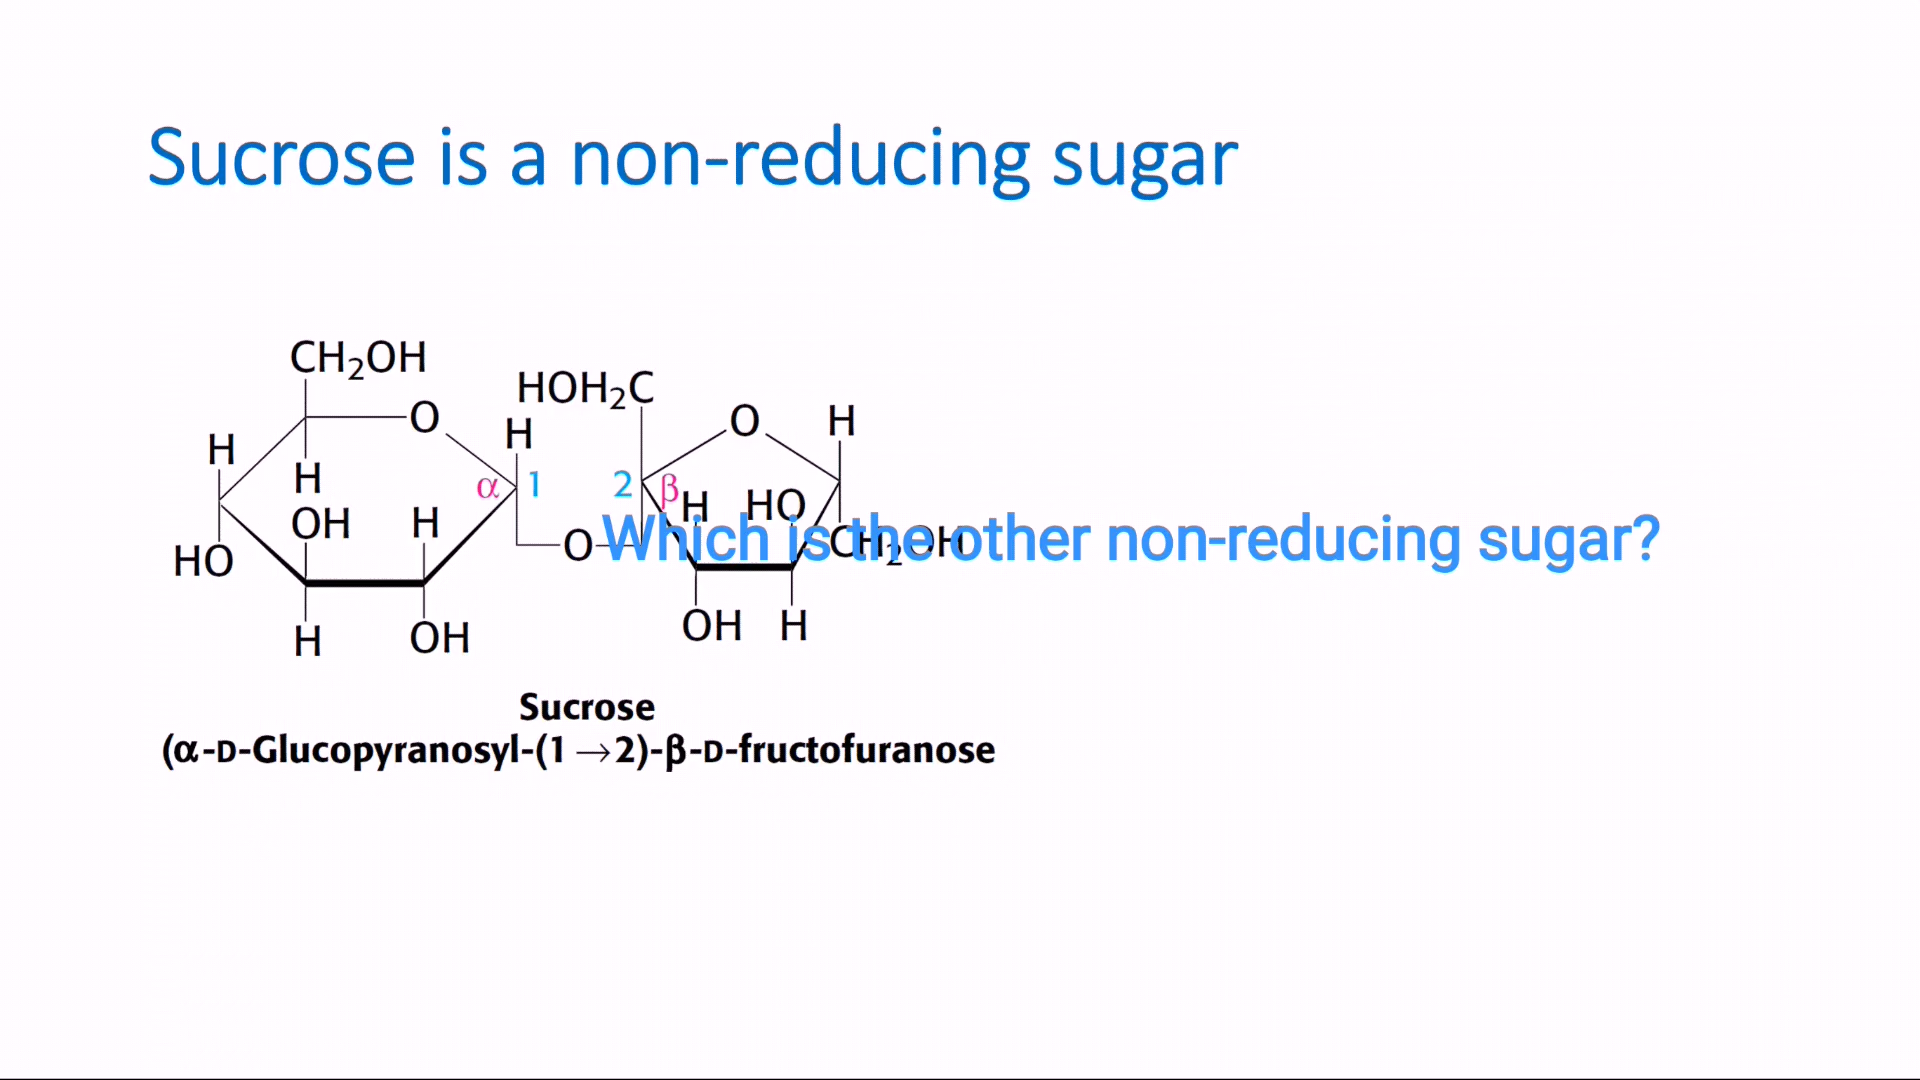 Sucrose is a non-reducing sugar
CH₂OH
HOH₂C
O
H
O
H
H
H
α
1
2
β
H
HO
OH
H
HO
O
CH₂OH
Which is the other non-reducing sugar?
H
OH
OH
H
Sucrose
(α-D-Glucopyranosyl-(1→2)-β-D-fructofuranose